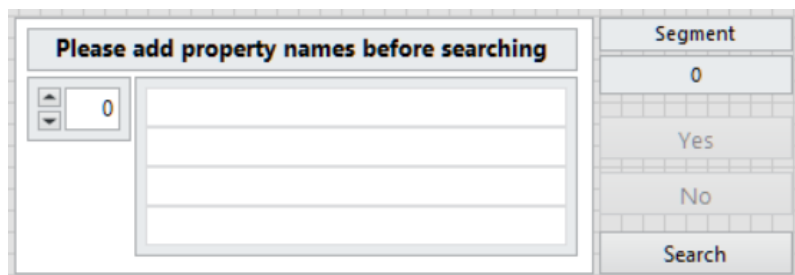 Please add property names before searching
0
Segment
0
Yes
No
Search